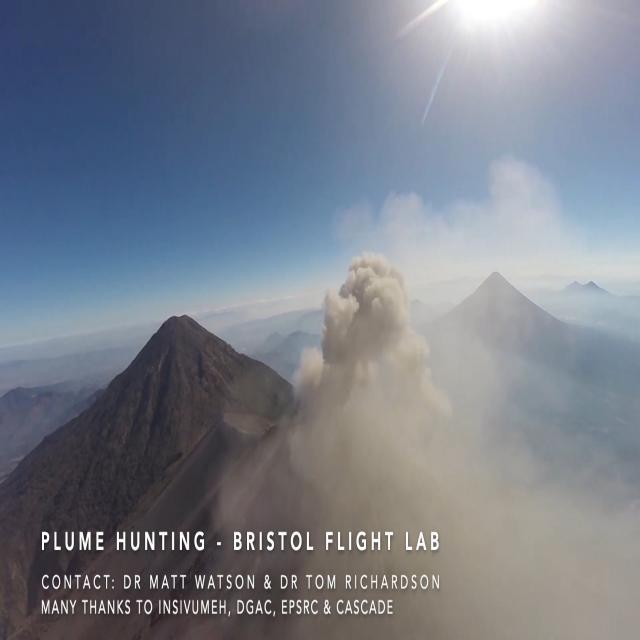 PLUME HUNTING - BRISTOL FLIGHT LAB
CONTACT: DR MATT WATSON & DR TOM RICHARDSON
MANY THANKS TO INSIVUMEH, DGAC, EPSRC & CASCADE